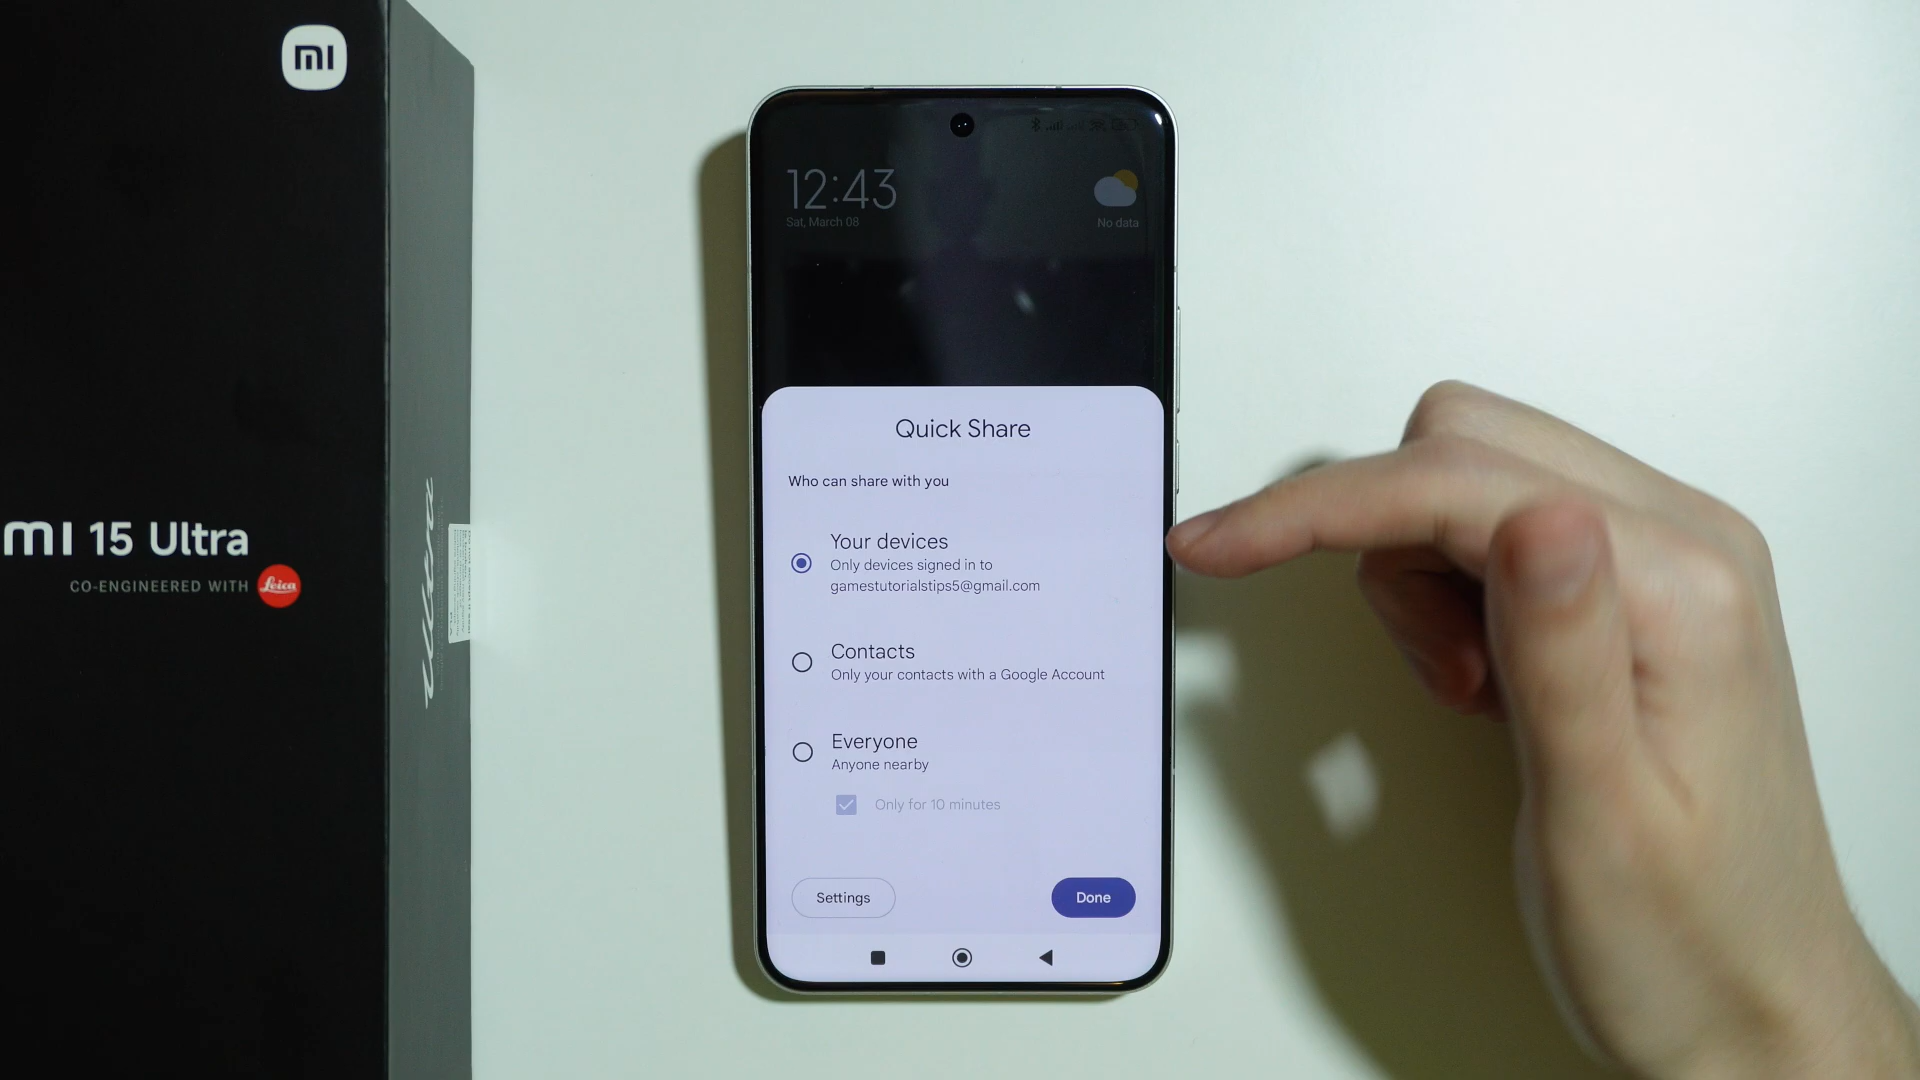 mi
mi 15 Ultra
CO-ENGINEERED WITH Leica
Ultra
12:43
Sat, March 08
No data
Quick Share
Who can share with you
Your devices
Only devices signed in to
gamestutorialstips5@gmail.com
Contacts
Only your contacts with a Google Account
Everyone
Anyone nearby
Only for 10 minutes
Settings
Done